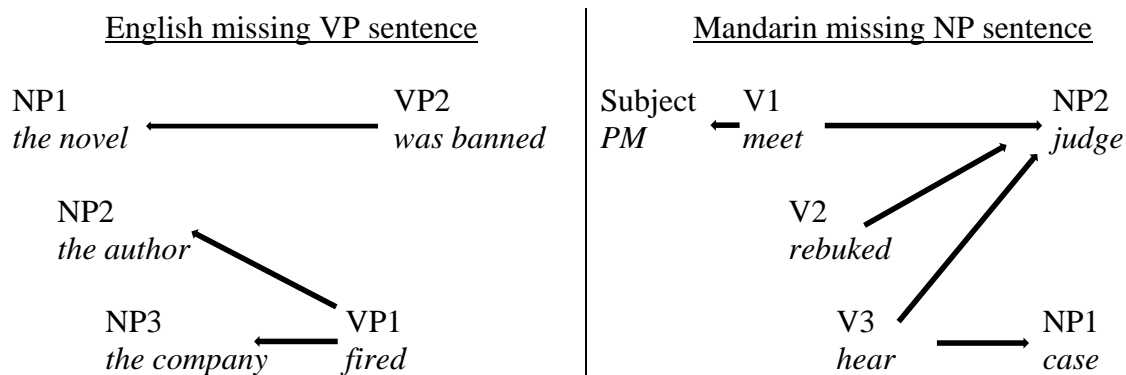 English missing VP sentence
NP1
the novel
VP2
was banned
NP2
the author
NP3
the company
VP1
fired
Mandarin missing NP sentence
Subject
PM
V1
meet
NP2
judge
V2
rebuked
V3
hear
NP1
case